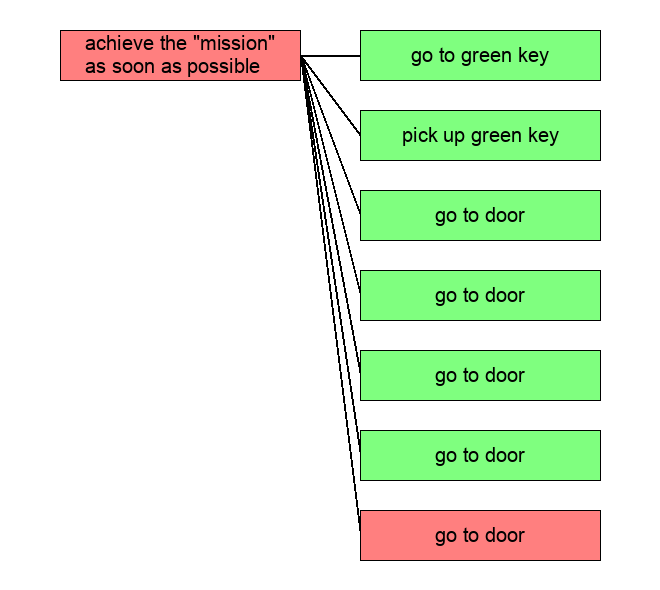 achieve the "mission"
as soon as possible
go to green key
pick up green key
go to door
go to door
go to door
go to door
go to door